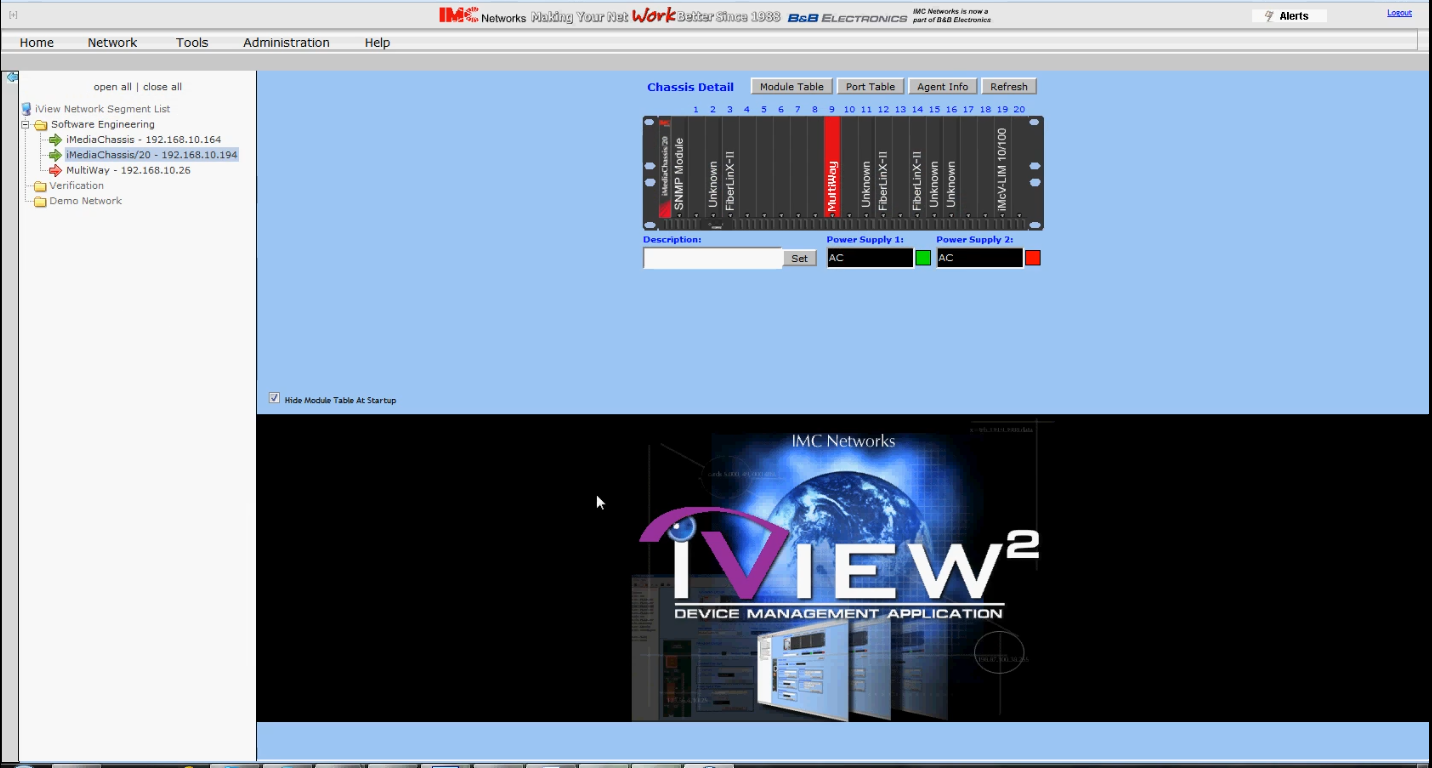 [+]
IMC Networks Making Your Net Work Better Since 1988 B&B ELECTRONICS IMC Networks is now a part of B&B Electronics
Alerts
Logout
Home Network Tools Administration Help
open all | close all
iView Network Segment List
Software Engineering
iMediaChassis - 192.168.10.164
iMediaChassis/20 - 192.168.10.194
MultiWay - 192.168.10.26
Verification
Demo Network
Chassis Detail Module Table Port Table Agent Info Refresh
1 2 3 4 5 6 7 8 9 10 11 12 13 14 15 16 17 18 19 20
IMC
iMediaChassis/20
SNMP Module
Unknown
FiberLinX-II
MultiWay
Unknown
FiberLinX-II
FiberLinX-II
Unknown
Unknown
iMcV-LIM 10/100
Description: Power Supply 1: Power Supply 2:
Set AC AC
Hide Module Table At Startup
IMC Networks
iVIEW²
DEVICE MANAGEMENT APPLICATION